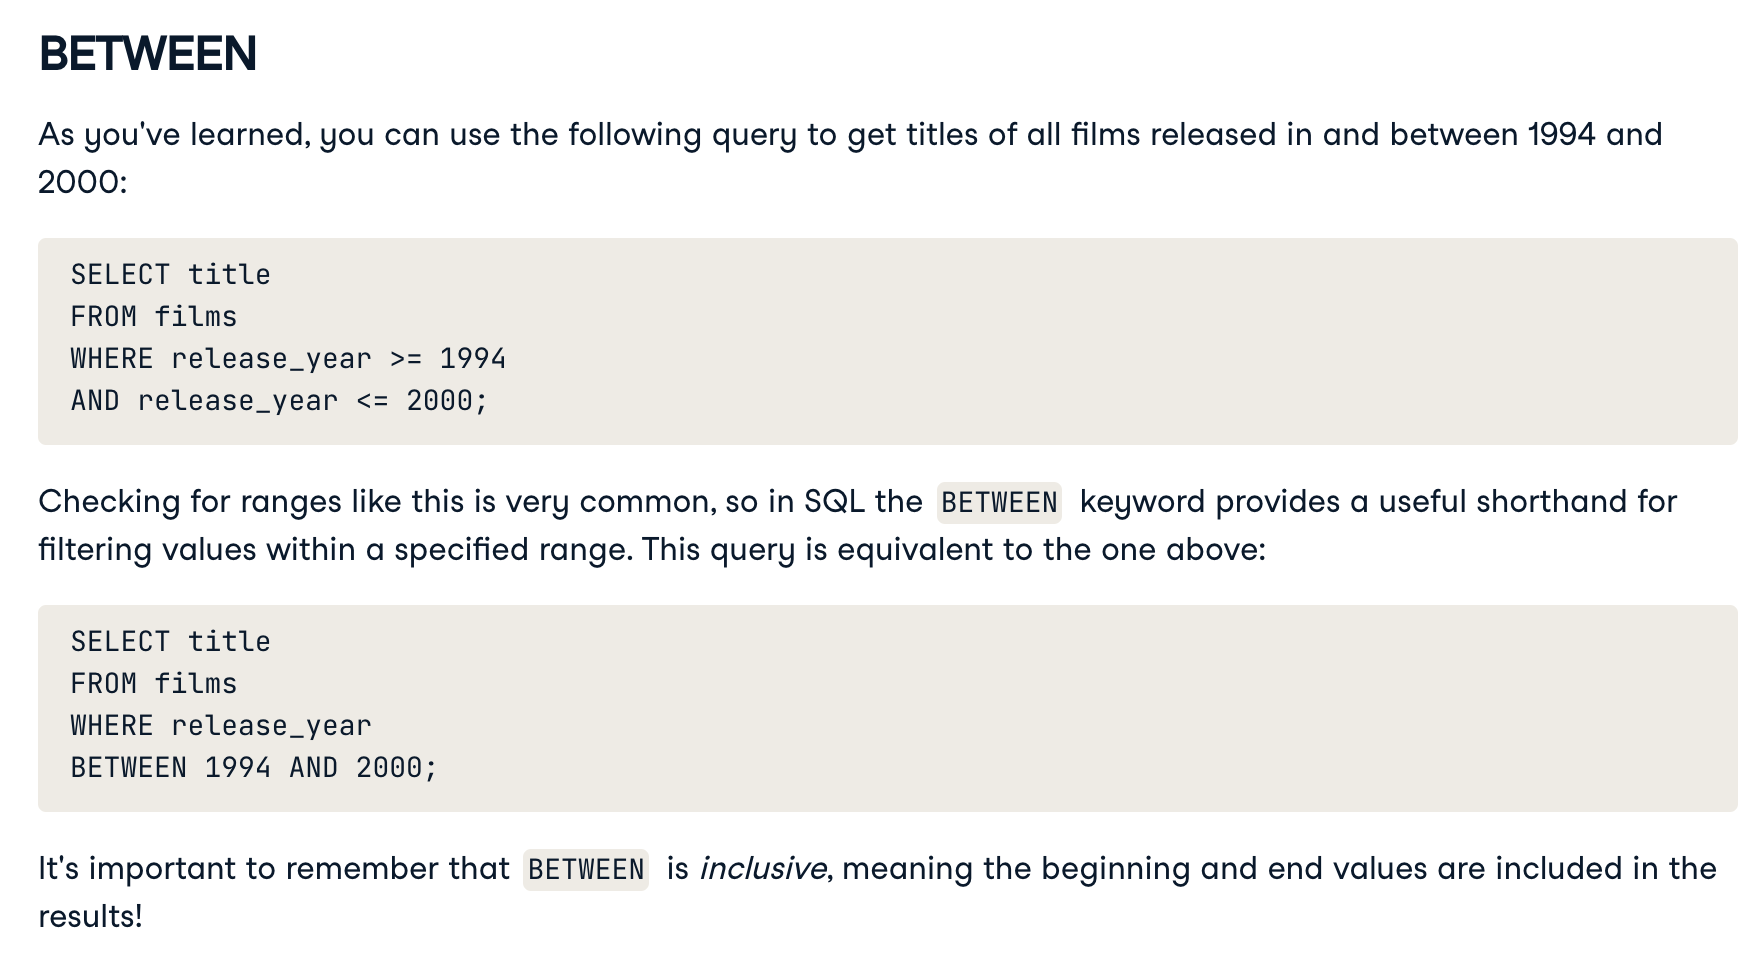 BETWEEN
As you've learned, you can use the following query to get titles of all films released in and between 1994 and
2000:
SELECT title
FROM films
WHERE release_year >= 1994
AND release_year <= 2000;
Checking for ranges like this is very common, so in SQL the BETWEEN keyword provides a useful shorthand for
filtering values within a specified range. This query is equivalent to the one above:
SELECT title
FROM films
WHERE release_year
BETWEEN 1994 AND 2000;
It's important to remember that BETWEEN is inclusive, meaning the beginning and end values are included in the
results!